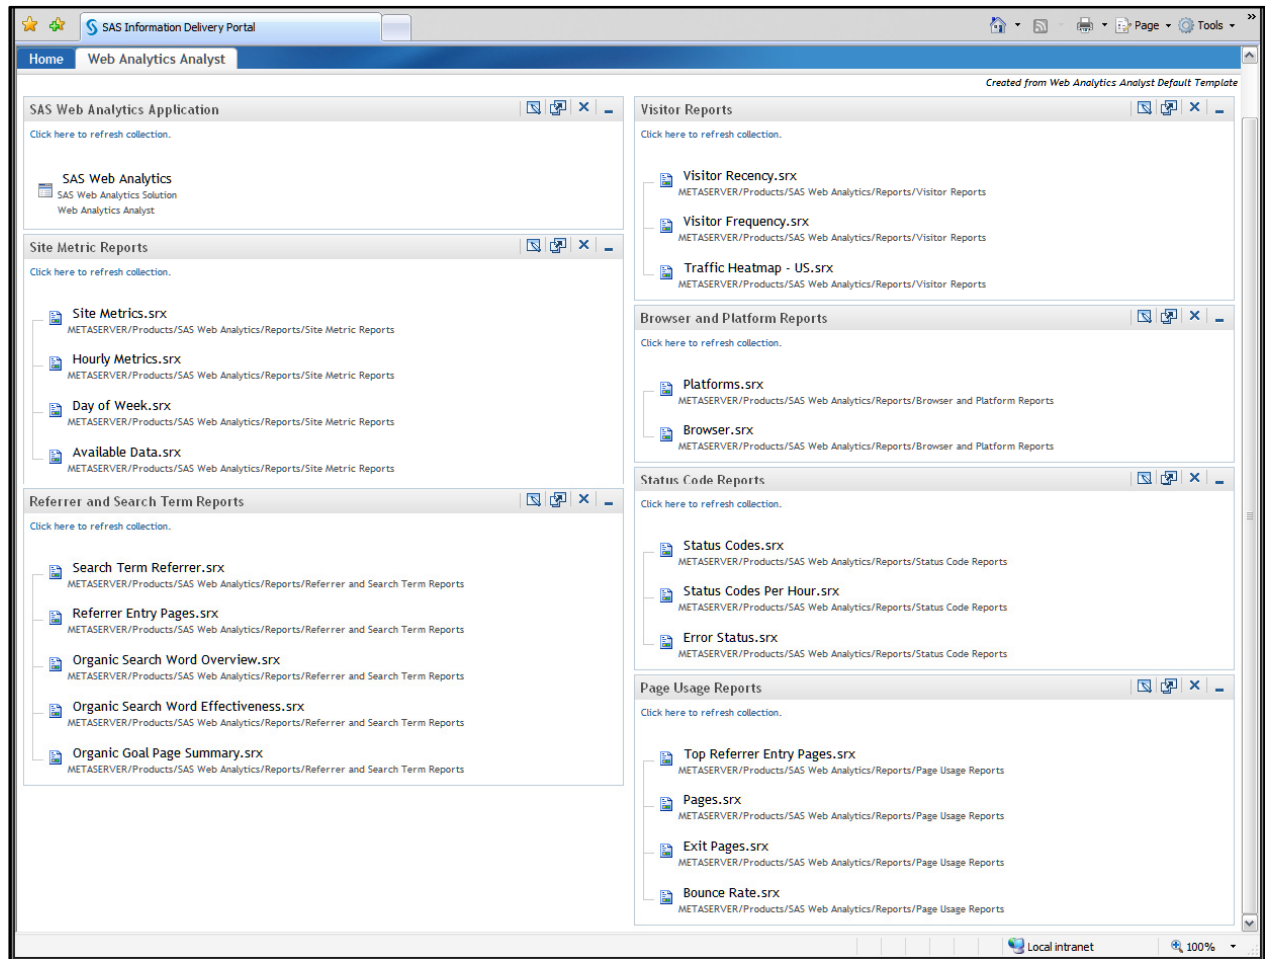 SAS Information Delivery Portal
Page
Tools
»
Home
Web Analytics Analyst
Created from Web Analytics Analyst Default Template
SAS Web Analytics Application
Click here to refresh collection.
SAS Web Analytics
SAS Web Analytics Solution
Web Analytics Analyst
Site Metric Reports
Click here to refresh collection.
Site Metrics.srx
METASERVER/Products/SAS Web Analytics/Reports/Site Metric Reports
Hourly Metrics.srx
METASERVER/Products/SAS Web Analytics/Reports/Site Metric Reports
Day of Week.srx
METASERVER/Products/SAS Web Analytics/Reports/Site Metric Reports
Available Data.srx
METASERVER/Products/SAS Web Analytics/Reports/Site Metric Reports
Referrer and Search Term Reports
Click here to refresh collection.
Search Term Referrer.srx
METASERVER/Products/SAS Web Analytics/Reports/Referrer and Search Term Reports
Referrer Entry Pages.srx
METASERVER/Products/SAS Web Analytics/Reports/Referrer and Search Term Reports
Organic Search Word Overview.srx
METASERVER/Products/SAS Web Analytics/Reports/Referrer and Search Term Reports
Organic Search Word Effectiveness.srx
METASERVER/Products/SAS Web Analytics/Reports/Referrer and Search Term Reports
Organic Goal Page Summary.srx
METASERVER/Products/SAS Web Analytics/Reports/Referrer and Search Term Reports
Visitor Reports
Click here to refresh collection.
Visitor Recency.srx
METASERVER/Products/SAS Web Analytics/Reports/Visitor Reports
Visitor Frequency.srx
METASERVER/Products/SAS Web Analytics/Reports/Visitor Reports
Traffic Heatmap - US.srx
METASERVER/Products/SAS Web Analytics/Reports/Visitor Reports
Browser and Platform Reports
Click here to refresh collection.
Platforms.srx
METASERVER/Products/SAS Web Analytics/Reports/Browser and Platform Reports
Browser.srx
METASERVER/Products/SAS Web Analytics/Reports/Browser and Platform Reports
Status Code Reports
Click here to refresh collection.
Status Codes.srx
METASERVER/Products/SAS Web Analytics/Reports/Status Code Reports
Status Codes Per Hour.srx
METASERVER/Products/SAS Web Analytics/Reports/Status Code Reports
Error Status.srx
METASERVER/Products/SAS Web Analytics/Reports/Status Code Reports
Page Usage Reports
Click here to refresh collection.
Top Referrer Entry Pages.srx
METASERVER/Products/SAS Web Analytics/Reports/Page Usage Reports
Pages.srx
METASERVER/Products/SAS Web Analytics/Reports/Page Usage Reports
Exit Pages.srx
METASERVER/Products/SAS Web Analytics/Reports/Page Usage Reports
Bounce Rate.srx
METASERVER/Products/SAS Web Analytics/Reports/Page Usage Reports
Local intranet
100%